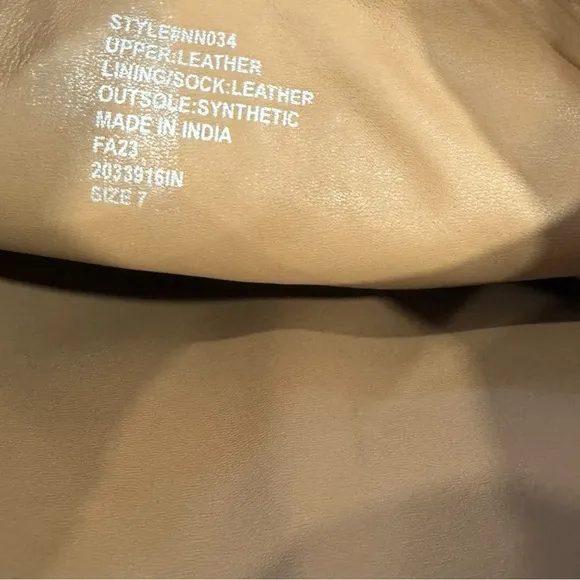 STYLE#NN034
UPPER:LEATHER
LINING/SOCK:LEATHER
OUTSOLE:SYNTHETIC
MADE IN INDIA
FA23
2033916IN
SIZE 7